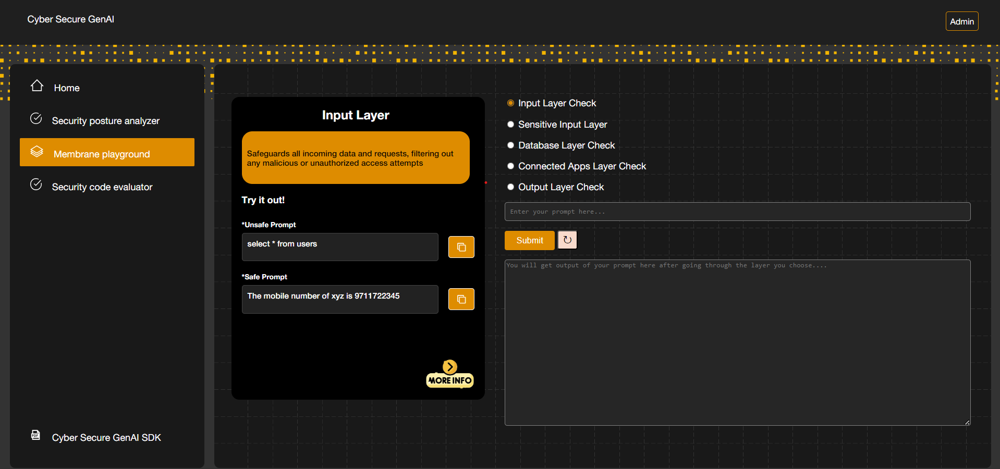 Cyber Secure GenAI
Admin
Home
Security posture analyzer
Membrane playground
Security code evaluator
PDF
Cyber Secure GenAI SDK
Input Layer
Safeguards all incoming data and requests, filtering out
any malicious or unauthorized access attempts
Try it out!
*Unsafe Prompt
select * from users
*Safe Prompt
The mobile number of xyz is 9711722345
MORE INFO
Input Layer Check
Sensitive Input Layer
Database Layer Check
Connected Apps Layer Check
Output Layer Check
Enter your prompt here...
Submit
You will get output of your prompt here after going through the layer you choose....